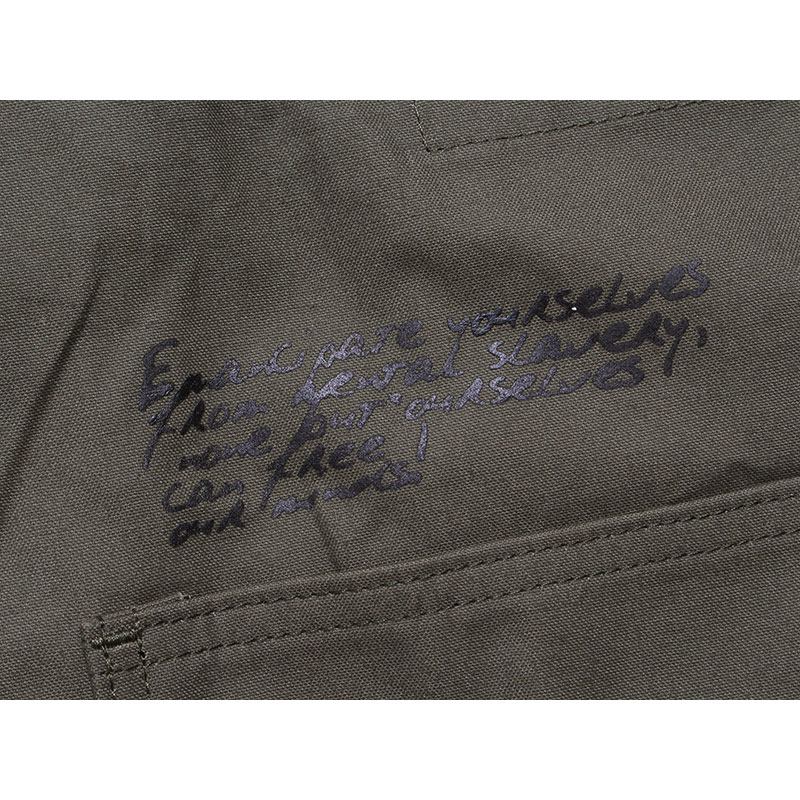 Emancipate yourselves
from mental slavery,
none but ourselves
can free
our minds!